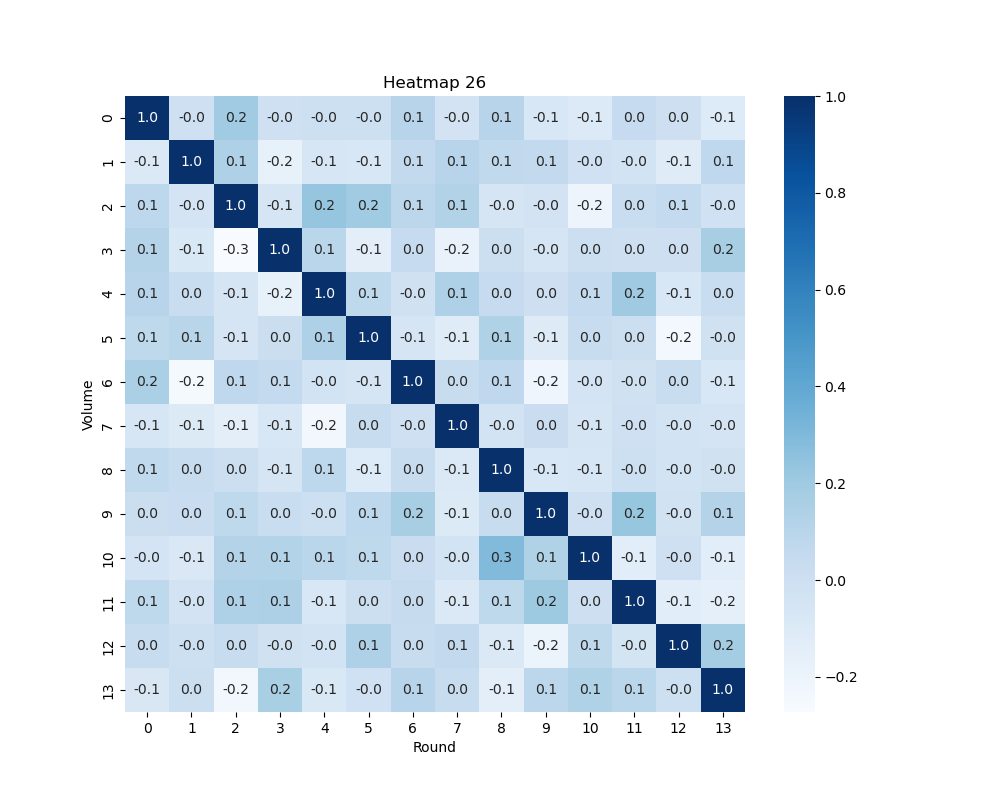 Heatmap 26
0 1.0 -0.0 0.2 -0.0 -0.0 -0.0 0.1 -0.0 0.1 -0.1 -0.1 0.0 0.0 -0.1
1 -0.1 1.0 0.1 -0.2 -0.1 -0.1 0.1 0.1 0.1 0.1 -0.0 -0.0 -0.1 0.1
2 0.1 -0.0 1.0 -0.1 0.2 0.2 0.1 0.1 -0.0 -0.0 -0.2 0.0 0.1 -0.0
3 0.1 -0.1 -0.3 1.0 0.1 -0.1 0.0 -0.2 0.0 -0.0 0.0 0.0 0.0 0.2
4 0.1 0.0 -0.1 -0.2 1.0 0.1 -0.0 0.1 0.0 0.0 0.1 0.2 -0.1 0.0
5 0.1 0.1 -0.1 0.0 0.1 1.0 -0.1 -0.1 0.1 -0.1 0.0 0.0 -0.2 -0.0
6 0.2 -0.2 0.1 0.1 -0.0 -0.1 1.0 0.0 0.1 -0.2 -0.0 -0.0 0.0 -0.1
7 -0.1 -0.1 -0.1 -0.1 -0.2 0.0 -0.0 1.0 -0.0 0.0 -0.1 -0.0 -0.0 -0.0
8 0.1 0.0 0.0 -0.1 0.1 -0.1 0.0 -0.1 1.0 -0.1 -0.1 -0.0 -0.0 -0.0
9 0.0 0.0 0.1 0.0 -0.0 0.1 0.2 -0.1 0.0 1.0 -0.0 0.2 -0.0 0.1
10 -0.0 -0.1 0.1 0.1 0.1 0.1 0.0 -0.0 0.3 0.1 1.0 -0.1 -0.0 -0.1
11 0.1 -0.0 0.1 0.1 -0.1 0.0 0.0 -0.1 0.1 0.2 0.0 1.0 -0.1 -0.2
12 0.0 -0.0 0.0 -0.0 -0.0 0.1 0.0 0.1 -0.1 -0.2 0.1 -0.0 1.0 0.2
13 -0.1 0.0 -0.2 0.2 -0.1 -0.0 0.1 0.0 -0.1 0.1 0.1 0.1 -0.0 1.0
0 1 2 3 4 5 6 7 8 9 10 11 12 13
Round
Volume
1.0
0.8
0.6
0.4
0.2
0.0
−0.2